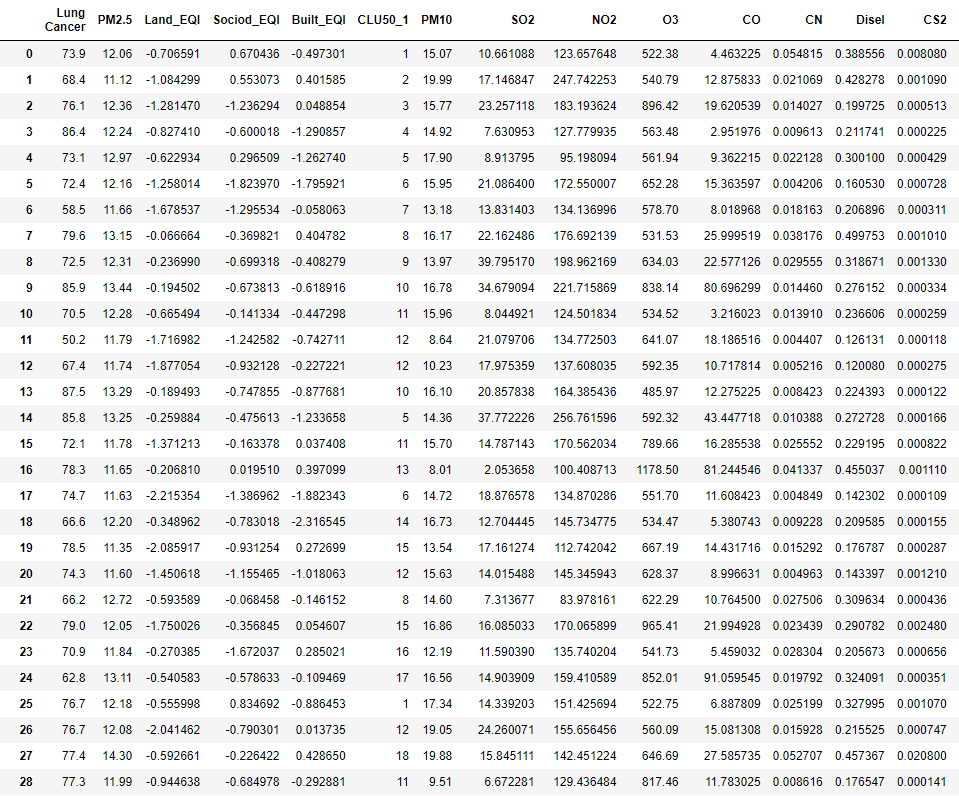 Lung Cancer PM2.5 Land_EQI Sociod_EQI Built_EQI CLU50_1 PM10 SO2 NO2 O3 CO CN Disel CS2
0 73.9 12.06 -0.706591 0.670436 -0.497301 1 15.07 10.661088 123.657648 522.38 4.463225 0.054815 0.388556 0.008080
1 68.4 11.12 -1.084299 0.553073 0.401585 2 19.99 17.146847 247.742253 540.79 12.875833 0.021069 0.428278 0.001090
2 76.1 12.36 -1.281470 -1.236294 0.048854 3 15.77 23.257118 183.193624 896.42 19.620539 0.014027 0.199725 0.000513
3 86.4 12.24 -0.827410 -0.600018 -1.290857 4 14.92 7.630953 127.779935 563.48 2.951976 0.009613 0.211741 0.000225
4 73.1 12.97 -0.622934 0.296509 -1.262740 5 17.90 8.913795 95.198094 561.94 9.362215 0.022128 0.300100 0.000429
5 72.4 12.16 -1.258014 -1.823970 -1.795921 6 15.95 21.086400 172.550007 652.28 15.363597 0.004206 0.160530 0.000728
6 58.5 11.66 -1.678537 -1.295534 -0.058063 7 13.18 13.831403 134.136996 578.70 8.018968 0.018163 0.206896 0.000311
7 79.6 13.15 -0.066664 -0.369821 0.404782 8 16.17 22.162486 176.692139 531.53 25.999519 0.038176 0.499753 0.001010
8 72.5 12.31 -0.236990 -0.699318 -0.408279 9 13.97 39.795170 198.962169 634.03 22.577126 0.029555 0.318671 0.001330
9 85.9 13.44 -0.194502 -0.673813 -0.618916 10 16.78 34.679094 221.715869 838.14 80.696299 0.014460 0.276152 0.000334
10 70.5 12.28 -0.665494 -0.141334 -0.447298 11 15.96 8.044921 124.501834 534.52 3.216023 0.013910 0.236606 0.000259
11 50.2 11.79 -1.716982 -1.242582 -0.742711 12 8.64 21.079706 134.772503 641.07 18.186516 0.004407 0.126131 0.000118
12 67.4 11.74 -1.877054 -0.932128 -0.227221 12 10.23 17.975359 137.608035 592.35 10.717814 0.005216 0.120080 0.000275
13 87.5 13.29 -0.189493 -0.747855 -0.877681 10 16.10 20.857838 164.385436 485.97 12.275225 0.008423 0.224393 0.000122
14 85.8 13.25 -0.259884 -0.475613 -1.233658 5 14.36 37.772226 256.761596 592.32 43.447718 0.010388 0.272728 0.000166
15 72.1 11.78 -1.371213 -0.163378 0.037408 11 15.70 14.787143 170.562034 789.66 16.285538 0.025552 0.229195 0.000822
16 78.3 11.65 -0.206810 0.019510 0.397099 13 8.01 2.053658 100.408713 1178.50 81.244546 0.041337 0.455037 0.001110
17 74.7 11.63 -2.215354 -1.386962 -1.882343 6 14.72 18.876578 134.870286 551.70 11.608423 0.004849 0.142302 0.000109
18 66.6 12.20 -0.348962 -0.783018 -2.316545 14 16.73 12.704445 145.734775 534.47 5.380743 0.009228 0.209585 0.000155
19 78.5 11.35 -2.085917 -0.931254 0.272699 15 13.54 17.161274 112.742042 667.19 14.431716 0.015292 0.176787 0.000287
20 74.3 11.60 -1.450618 -1.155465 -1.018063 12 15.63 14.015488 145.345943 628.37 8.996631 0.004963 0.143397 0.001210
21 66.2 12.72 -0.593589 -0.068458 -0.146152 8 14.60 7.313677 83.978161 622.29 10.764500 0.027506 0.309634 0.000436
22 79.0 12.05 -1.750026 -0.356845 0.054607 15 16.86 16.085033 170.065899 965.41 21.994928 0.023439 0.290782 0.002480
23 70.9 11.84 -0.270385 -1.672037 0.285021 16 12.19 11.590390 135.740204 541.73 5.459032 0.028304 0.205673 0.000656
24 62.8 13.11 -0.540583 -0.578633 -0.109469 17 16.56 14.903909 159.410589 852.01 91.059545 0.019792 0.324091 0.000351
25 76.7 12.18 -0.555998 0.834692 -0.886453 1 17.34 14.339203 151.425694 522.75 6.887809 0.025199 0.327995 0.001070
26 76.7 12.08 -2.041462 -0.790301 0.013735 12 19.05 24.260071 155.656456 560.09 15.081308 0.015928 0.215525 0.000747
27 77.4 14.30 -0.592661 -0.226422 0.428650 18 19.88 15.845111 142.451224 646.69 27.585735 0.052707 0.457367 0.020800
28 77.3 11.99 -0.944638 -0.684978 -0.292881 11 9.51 6.672281 129.436484 817.46 11.783025 0.008616 0.176547 0.000141